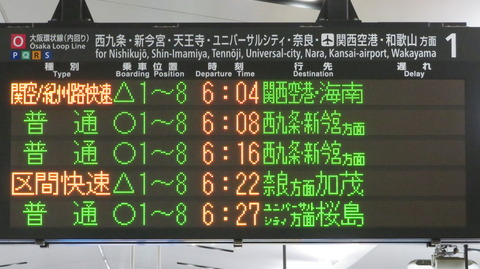 O 大阪環状線(内回り) 西九条・新今宮・天王寺・ユニバーサルシティ・奈良・関西空港・和歌山 方面 1
Osaka Loop Line for Nishikujō, Shin-Imamiya, Tennōji, Universal-city, Nara, Kansai-airport, Wakayama
P Q R S
種別 乗車位置 時刻 行先 遅れ
Type Boarding Position Departure Time Destination Delay
関空/紀州路快速 △1～8 6:04 関西空港・海南
普通 ○1～8 6:08 西九条・新今宮方面
普通 ○1～8 6:16 西九条・新今宮方面
区間快速 △1～8 6:22 奈良方面加茂
普通 ○1～8 6:27 ユニバーサルシティ方面桜島